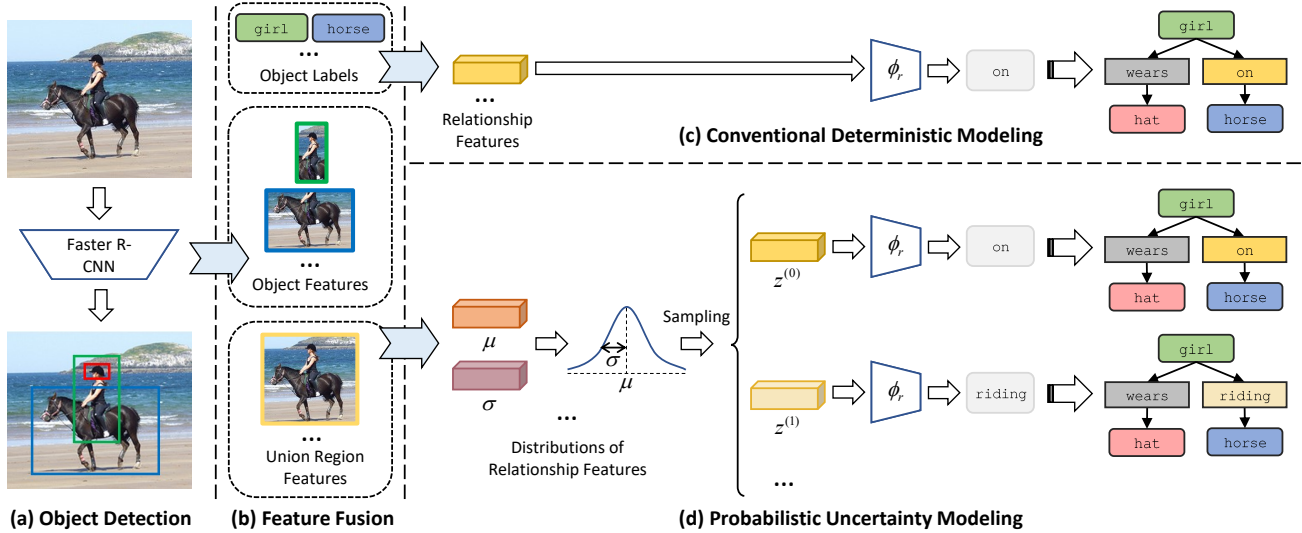 Faster R-
CNN
(a) Object Detection
girl
horse
...
Object Labels
...
Object Features
...
Union Region
Features
(b) Feature Fusion
...
Relationship
Features
ϕr
on
girl
wears
on
hat
horse
(c) Conventional Deterministic Modeling
μ
σ
σ
μ
...
Distributions of
Relationship Features
Sampling
z(0)
ϕr
on
girl
wears
on
hat
horse
z(1)
ϕr
riding
girl
wears
riding
hat
horse
...
(d) Probabilistic Uncertainty Modeling